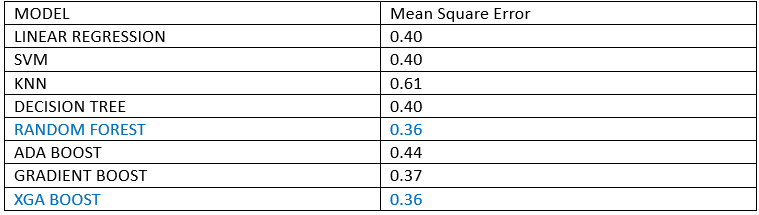 MODEL Mean Square Error
LINEAR REGRESSION 0.40
SVM 0.40
KNN 0.61
DECISION TREE 0.40
RANDOM FOREST 0.36
ADA BOOST 0.44
GRADIENT BOOST 0.37
XGA BOOST 0.36